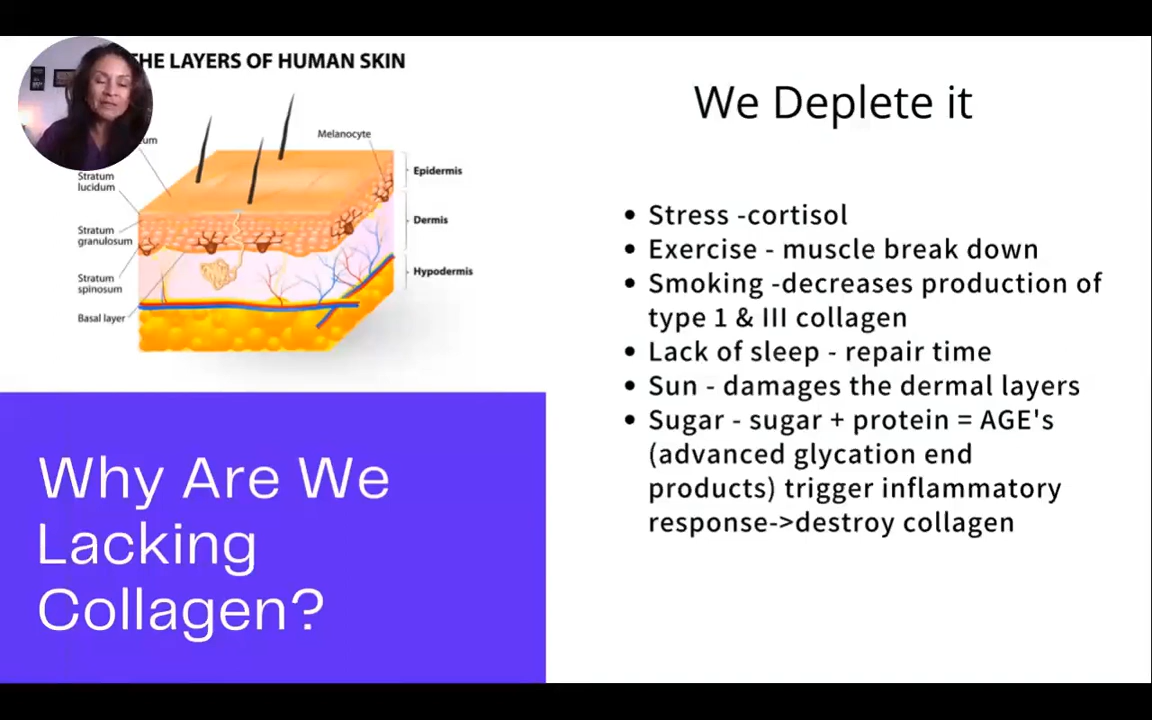 THE LAYERS OF HUMAN SKIN
Melanocyte
Stratum
lucidum
Stratum
granulosum
Stratum
spinosum
Basal layer
Epidermis
Dermis
Hypodermis
Why Are We
Lacking
Collagen?
We Deplete it
• Stress -cortisol
• Exercise - muscle break down
• Smoking -decreases production of
type 1 & III collagen
• Lack of sleep - repair time
• Sun - damages the dermal layers
• Sugar - sugar + protein = AGE's
(advanced glycation end
products) trigger inflammatory
response->destroy collagen